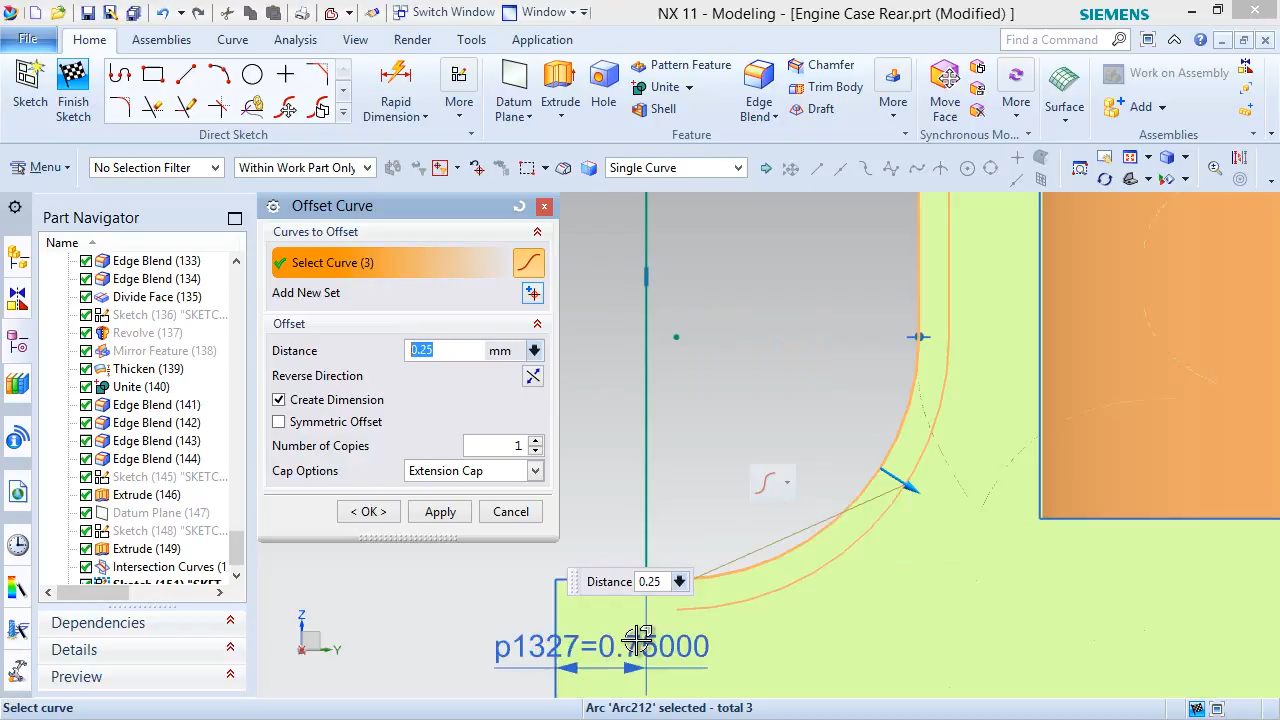 Switch Window
Window
NX 11 - Modeling - [Engine Case Rear.prt (Modified) ]
SIEMENS
File
Home
Assemblies
Curve
Analysis
View
Render
Tools
Application
Find a Command
Sketch
Finish
Sketch
Rapid
Dimension
More
Direct Sketch
Datum
Plane
Extrude
Hole
Pattern Feature
Unite
Shell
Edge
Blend
Chamfer
Trim Body
Draft
More
Feature
Move
Face
More
Synchronous Mo...
Surface
Work on Assembly
Add
Assemblies
Menu
No Selection Filter
Within Work Part Only
Single Curve
Part Navigator
Name
Edge Blend (133)
Edge Blend (134)
Divide Face (135)
Sketch (136) "SKETC...
Revolve (137)
Mirror Feature (138)
Thicken (139)
Unite (140)
Edge Blend (141)
Edge Blend (142)
Edge Blend (143)
Edge Blend (144)
Sketch (145) "SKETC...
Extrude (146)
Datum Plane (147)
Sketch (148) "SKETC...
Extrude (149)
Intersection Curves (1
Sketch (151) "SKET...
Dependencies
Details
Preview
Offset Curve
Curves to Offset
Select Curve (3)
Add New Set
Offset
Distance
0.25
mm
Reverse Direction
Create Dimension
Symmetric Offset
Number of Copies
1
Cap Options
Extension Cap
< OK >
Apply
Cancel
Distance
0.25
Z
Y
Select curve
Arc 'Arc212' selected - total 3